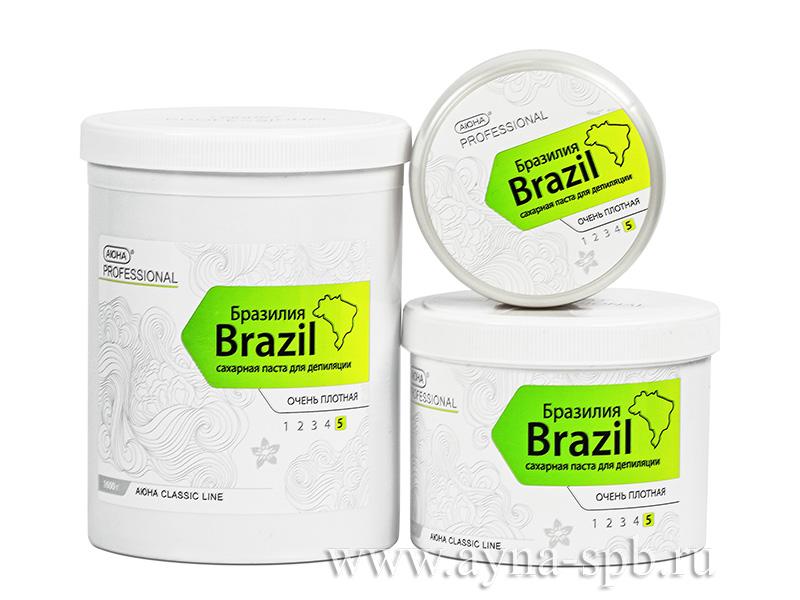 АЮНА®
PROFESSIONAL
Бразилия
Brazil
сахарная паста для депиляции
ОЧЕНЬ ПЛОТНАЯ
1 2 3 4 5
1600 г
АЮНА CLASSIC LINE
АЮНА®
PROFESSIONAL
Бразилия
Brazil
сахарная паста для депиляции
ОЧЕНЬ ПЛОТНАЯ
1 2 3 4 5
АЮНА®
PROFESSIONAL
Бразилия
Brazil
сахарная паста для депиляции
ОЧЕНЬ ПЛОТНАЯ
1 2 3 4 5
АЮНА CLASSIC LINE
www.ayna-spb.ru